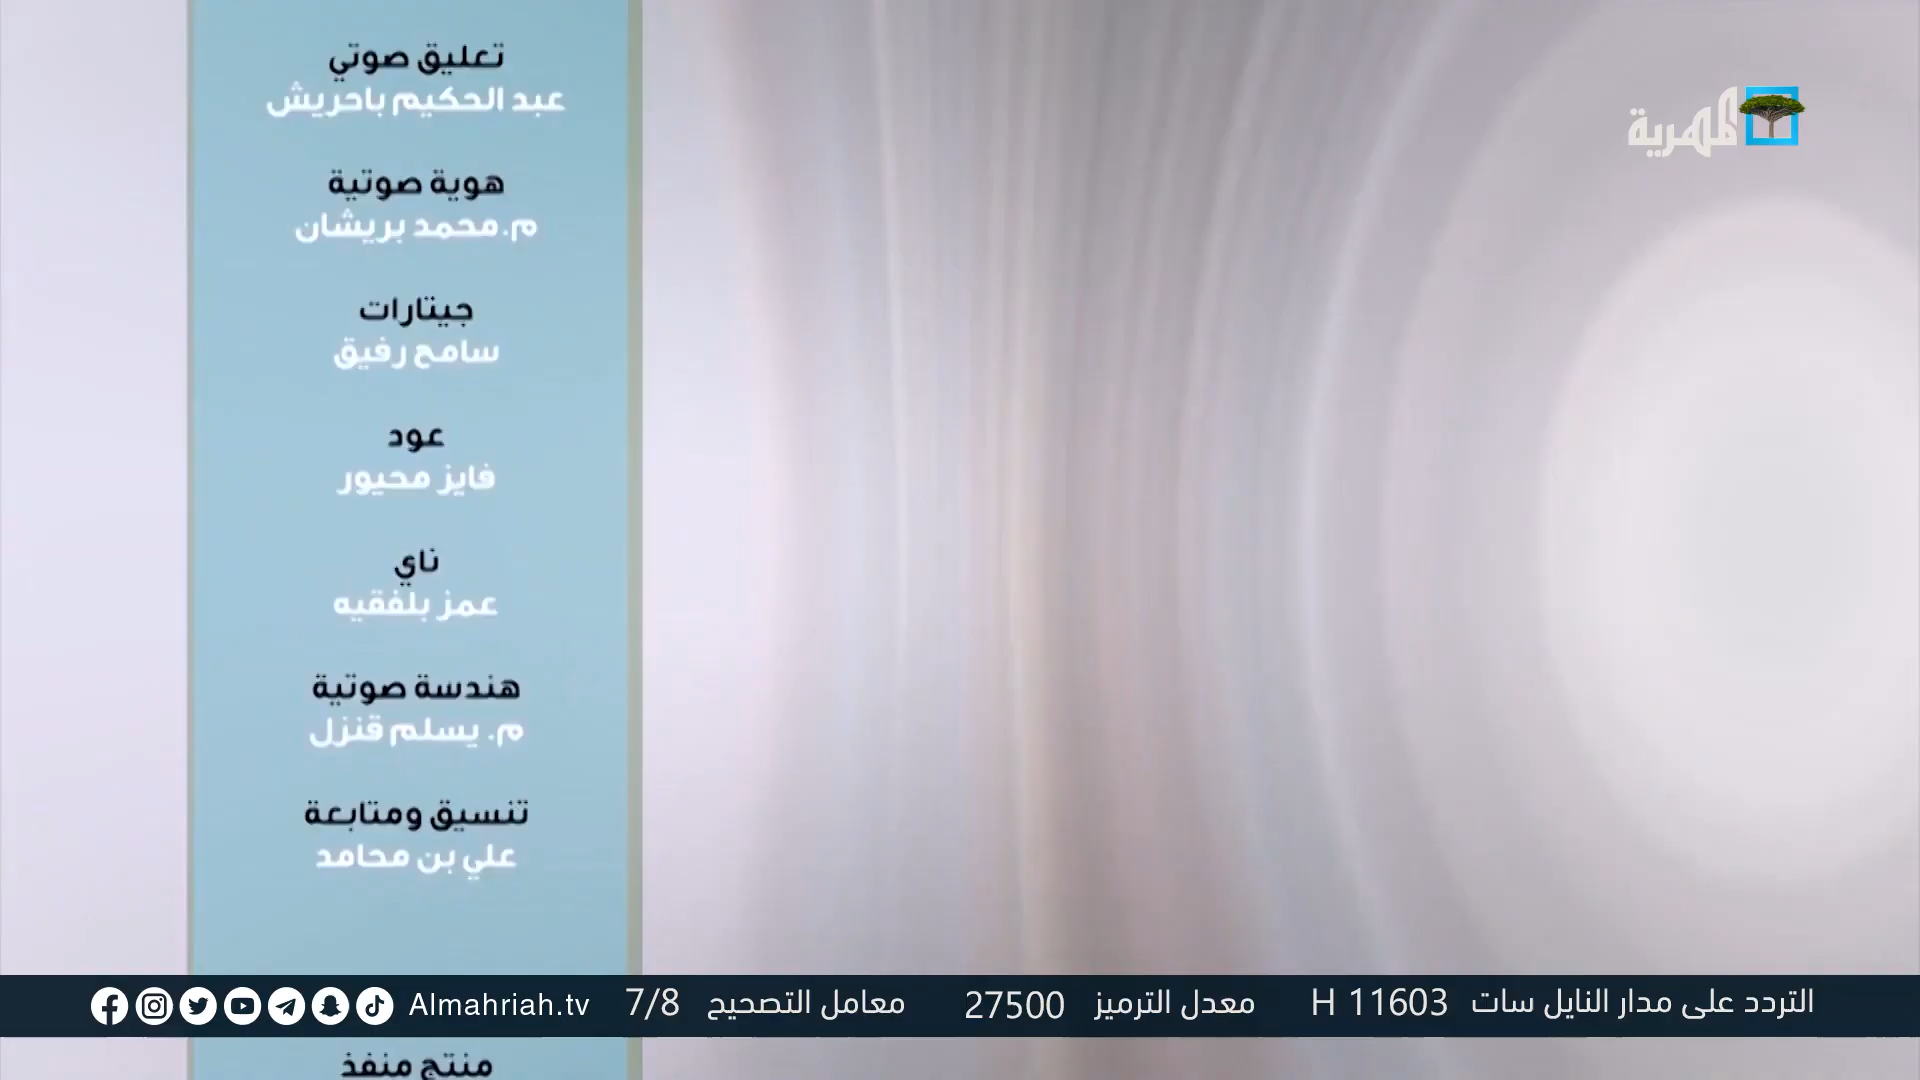 تعليق صوتي
عبد الحكيم باحريش
هوية صوتية
م.محمد بريشان
جيتارات
سامح رفيق
عود
فايز محيور
ناي
عمز بلفقيه
هندسة صوتية
م. يسلم قنزل
تنسيق ومتابعة
علي بن محامد
المهرية
التردد على مدار النايل سات 11603 H معدل الترميز 27500 معامل التصحيح 7/8 Almahriah.tv
منتج منفذ